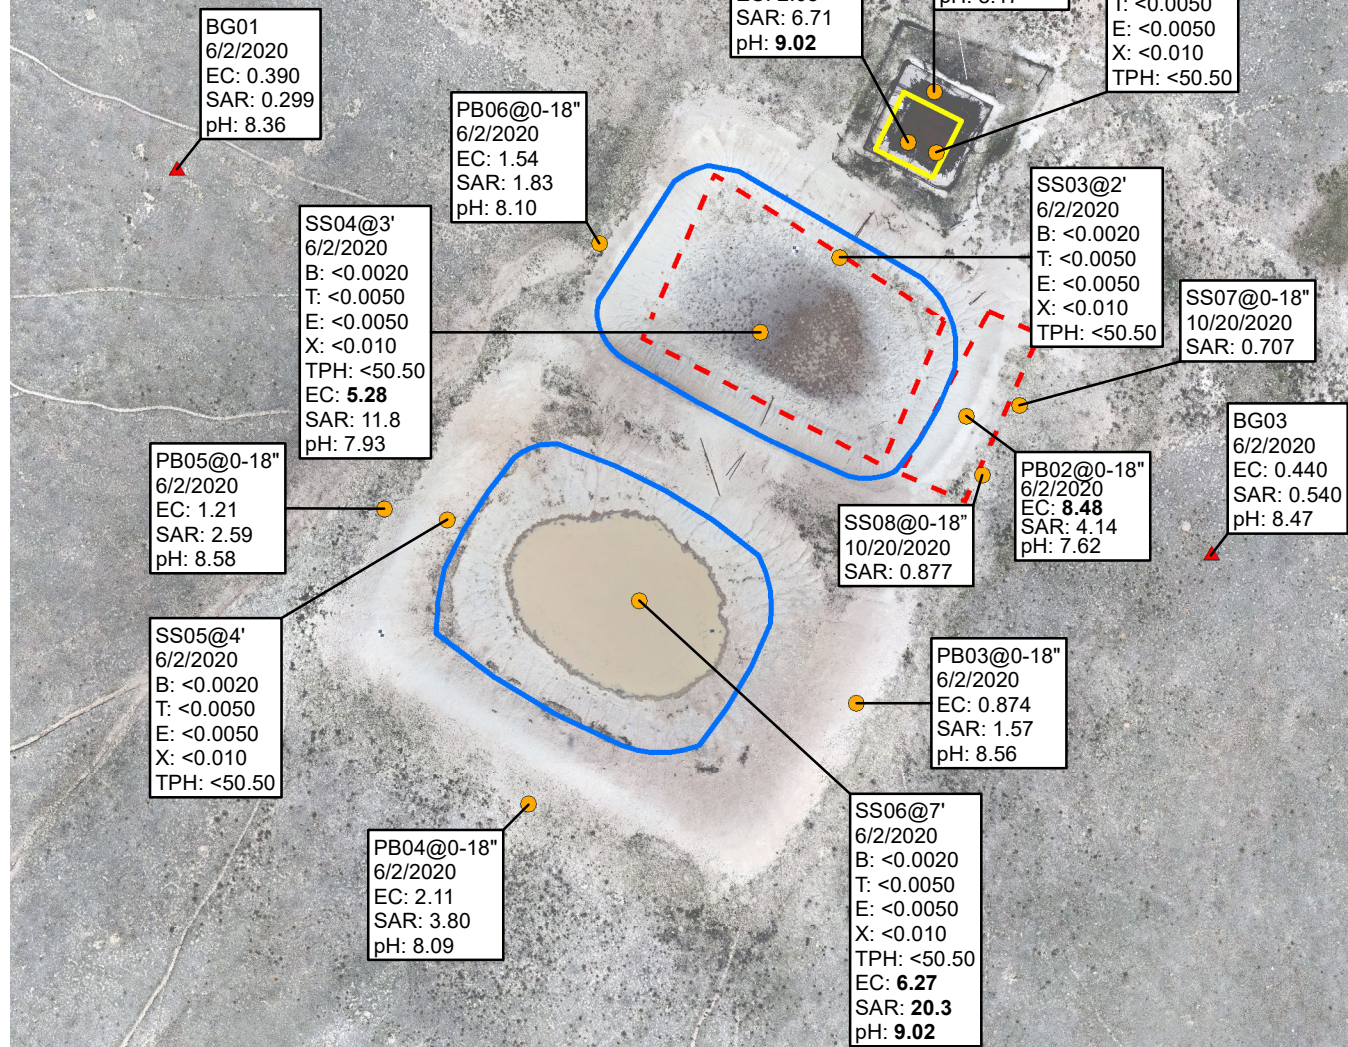 BG01
6/2/2020
EC: 0.390
SAR: 0.299
pH: 8.36
SAR: 6.71
pH: 9.02
T: <0.0050
E: <0.0050
X: <0.010
TPH: <50.50
PB06@0-18"
6/2/2020
EC: 1.54
SAR: 1.83
pH: 8.10
SS03@2'
6/2/2020
B: <0.0020
T: <0.0050
E: <0.0050
X: <0.010
TPH: <50.50
SS04@3'
6/2/2020
B: <0.0020
T: <0.0050
E: <0.0050
X: <0.010
TPH: <50.50
EC: 5.28
SAR: 11.8
pH: 7.93
SS07@0-18"
10/20/2020
SAR: 0.707
BG03
6/2/2020
EC: 0.440
SAR: 0.540
pH: 8.47
PB05@0-18"
6/2/2020
EC: 1.21
SAR: 2.59
pH: 8.58
PB02@0-18"
6/2/2020
EC: 8.48
SAR: 4.14
pH: 7.62
SS08@0-18"
10/20/2020
SAR: 0.877
SS05@4'
6/2/2020
B: <0.0020
T: <0.0050
E: <0.0050
X: <0.010
TPH: <50.50
PB03@0-18"
6/2/2020
EC: 0.874
SAR: 1.57
pH: 8.56
PB04@0-18"
6/2/2020
EC: 2.11
SAR: 3.80
pH: 8.09
SS06@7'
6/2/2020
B: <0.0020
T: <0.0050
E: <0.0050
X: <0.010
TPH: <50.50
EC: 6.27
SAR: 20.3
pH: 9.02